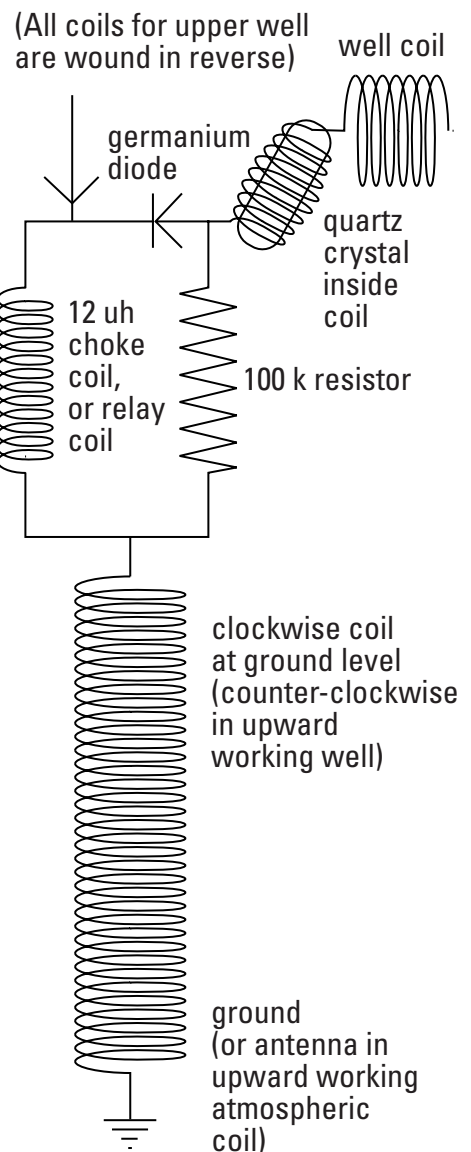 (All coils for upper well
are wound in reverse)
well coil
germanium
diode
quartz
crystal
inside
coil
12 uh
choke
coil,
or relay
coil
100 k resistor
clockwise coil
at ground level
(counter-clockwise
in upward
working well)
ground
(or antenna in
upward working
atmospheric
coil)